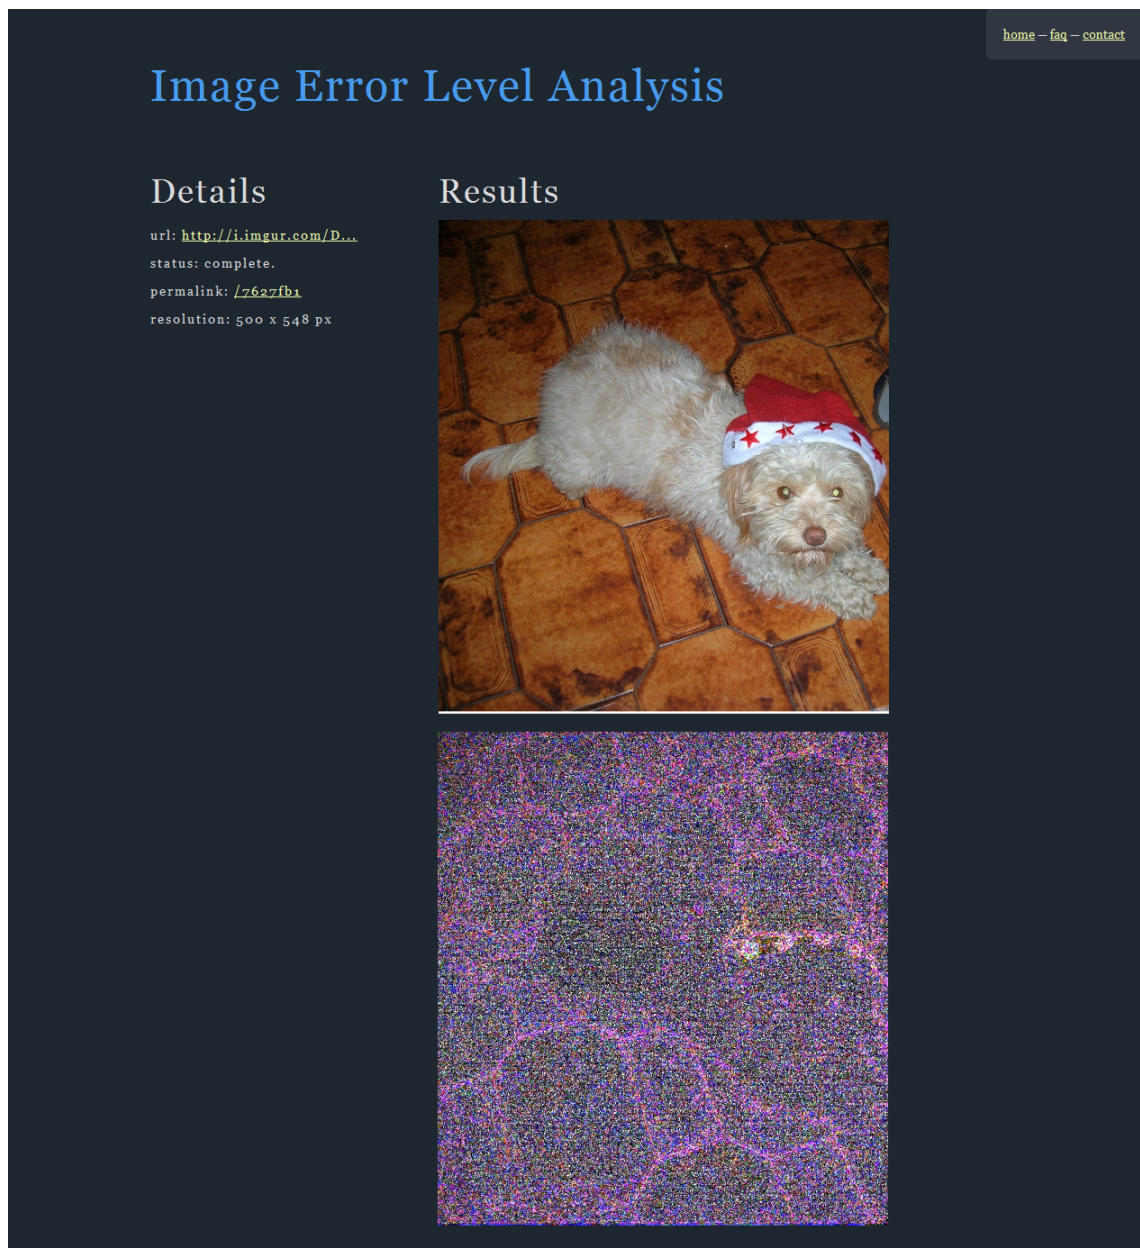 home – faq – contact
Image Error Level Analysis
Details
url: http://i.imgur.com/D...
status: complete.
permalink: /7627fb1
resolution: 500 x 548 px
Results